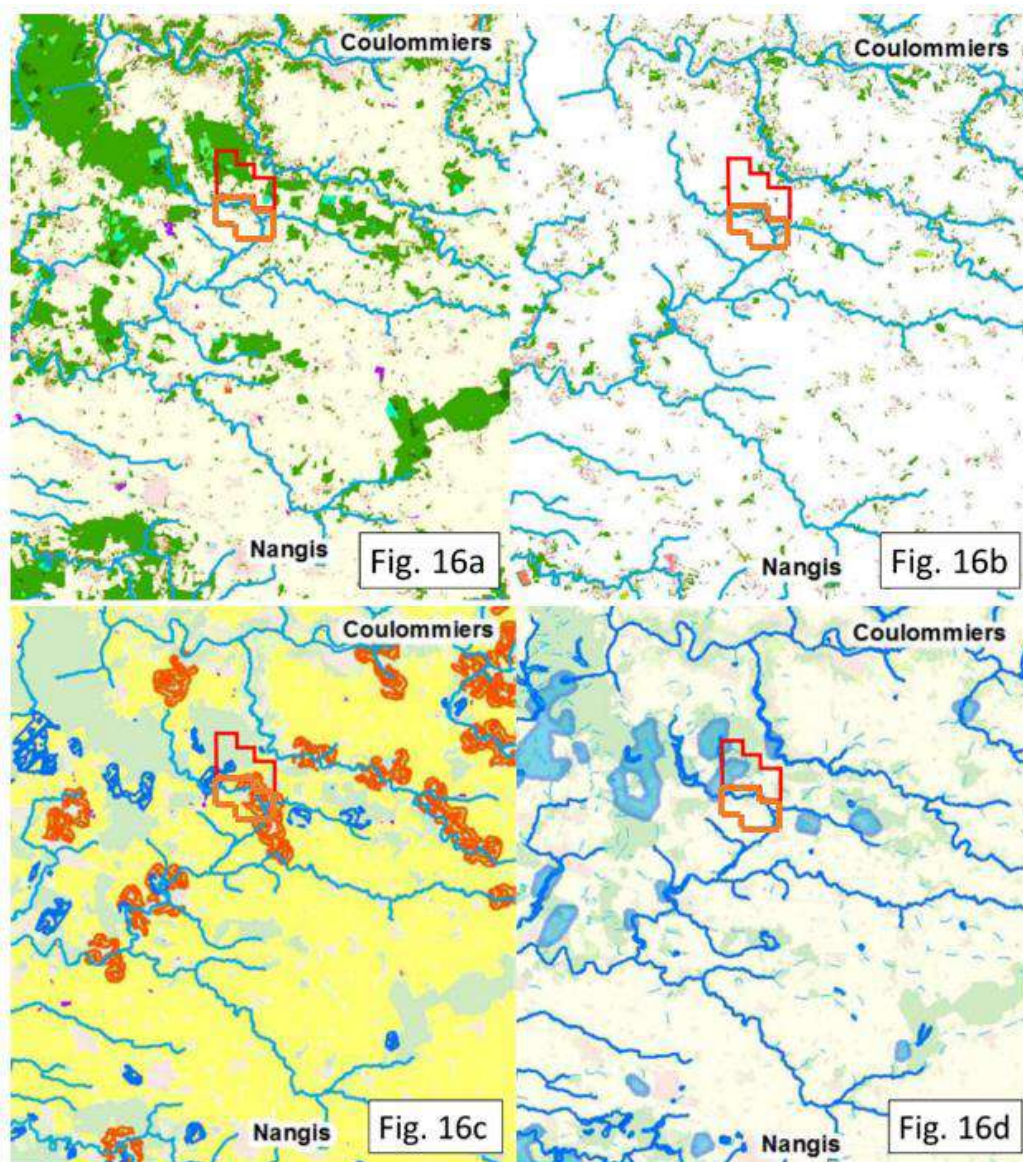 Coulommiers
Coulommiers
Nangis
Fig. 16a
Nangis
Fig. 16b
Coulommiers
Coulommiers
Nangis
Fig. 16c
Nangis
Fig. 16d